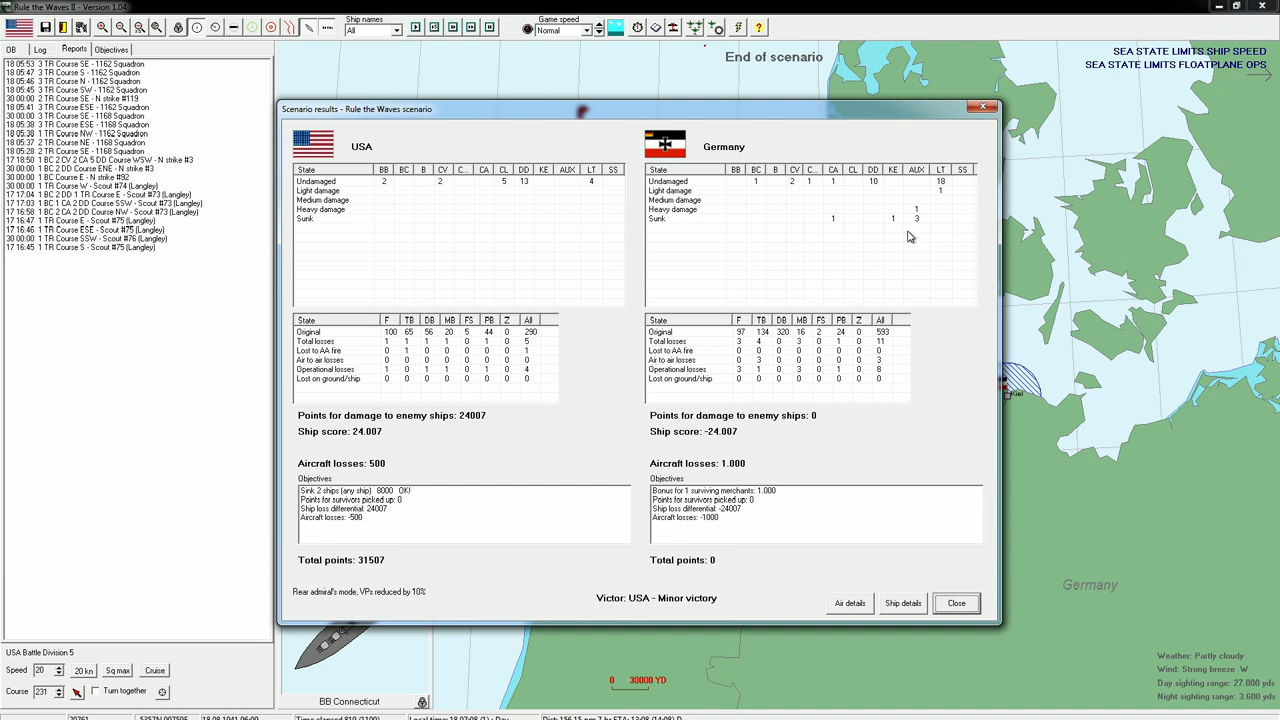 Rule the Waves II - Version 1.04
Ship names
All
Game speed
Normal
OB Log Reports Objectives
18 05:53 3 TR Course SE - 1162 Squadron
18 05:47 3 TR Course S - 1162 Squadron
18 05:46 3 TR Course N - 1162 Squadron
18 05:45 3 TR Course SW - 1162 Squadron
30 00:00 2 TR Course SE - N strike #119
18 05:41 3 TR Course ESE - 1162 Squadron
30 00:00 3 TR Course SE - 1168 Squadron
18 05:38 3 TR Course ESE - 1168 Squadron
18 05:38 1 TR Course NW - 1162 Squadron
18 05:37 2 TR Course NE - 1168 Squadron
18 05:28 2 TR Course SE - 1168 Squadron
17 18:50 1 BC 2 CV 2 CA 5 DD Course WSW - N strike #3
30 00:00 1 BC 2 DD Course ENE - N strike #3
30 00:00 1 BC Course E - N strike #92
30 00:00 1 TR Course W - Scout #74 (Langley)
17 17:04 1 BC 2 DD 1 TR Course E - Scout #73 (Langley)
17 17:03 1 BC 1 CA 2 DD Course SSW - Scout #73 (Langley)
17 16:58 1 BC 2 CA 2 DD Course NW - Scout #73 (Langley)
17 16:47 1 TR Course E - Scout #75 (Langley)
17 16:46 1 TR Course ESE - Scout #75 (Langley)
30 00:00 1 TR Course SSW - Scout #76 (Langley)
17 16:45 1 TR Course S - Scout #75 (Langley)
End of scenario
SEA STATE LIMITS SHIP SPEED
SEA STATE LIMITS FLOATPLANE OPS
Scenario results - Rule the Waves scenario
USA
State BB BC B CV C... CA CL DD KE AUX LT SS
Undamaged 2 2 5 13 4
Light damage
Medium damage
Heavy damage
Sunk
State F TB DB MB FS PB Z All
Original 100 65 56 20 5 44 0 290
Total losses 1 1 1 1 0 1 0 5
Lost to AA fire 0 1 0 0 0 0 0 1
Air to air losses 0 0 0 0 0 0 0 0
Operational losses 1 0 1 1 0 1 0 4
Lost on ground/ship 0 0 0 0 0 0 0 0
Points for damage to enemy ships: 24007
Ship score: 24.007
Aircraft losses: 500
Objectives
Sink 2 ships (any ship) 8000 OK!
Points for survivors picked up: 0
Ship loss differential: 24007
Aircraft losses: -500
Total points: 31507
Germany
State BB BC B CV C... CA CL DD KE AUX LT SS
Undamaged 1 2 1 1 10 18
Light damage 1
Medium damage
Heavy damage 1
Sunk 1 1 3
State F TB DB MB FS PB Z All
Original 97 134 320 16 2 24 0 593
Total losses 3 4 0 3 0 1 0 11
Lost to AA fire 0 0 0 0 0 0 0 0
Air to air losses 0 3 0 0 0 0 0 3
Operational losses 3 1 0 3 0 1 0 8
Lost on ground/ship 0 0 0 0 0 0 0 0
Points for damage to enemy ships: 0
Ship score: -24.007
Aircraft losses: 1.000
Objectives
Bonus for 1 surviving merchants: 1.000
Points for survivors picked up: 0
Ship loss differential: -24007
Aircraft losses: -1000
Total points: 0
Rear admiral's mode, VPs reduced by 10%
Victor: USA - Minor victory
Air details Ship details Close
Kiel
Germany
USA Battle Division 5
Speed 20 20 kn Sq max Cruise
Course 231 Turn together
BB Connecticut
0 30000 YD
Weather: Partly cloudy
Wind: Strong breeze W
Day sighting range: 27.000 yds
Night sighting range: 3.600 yds